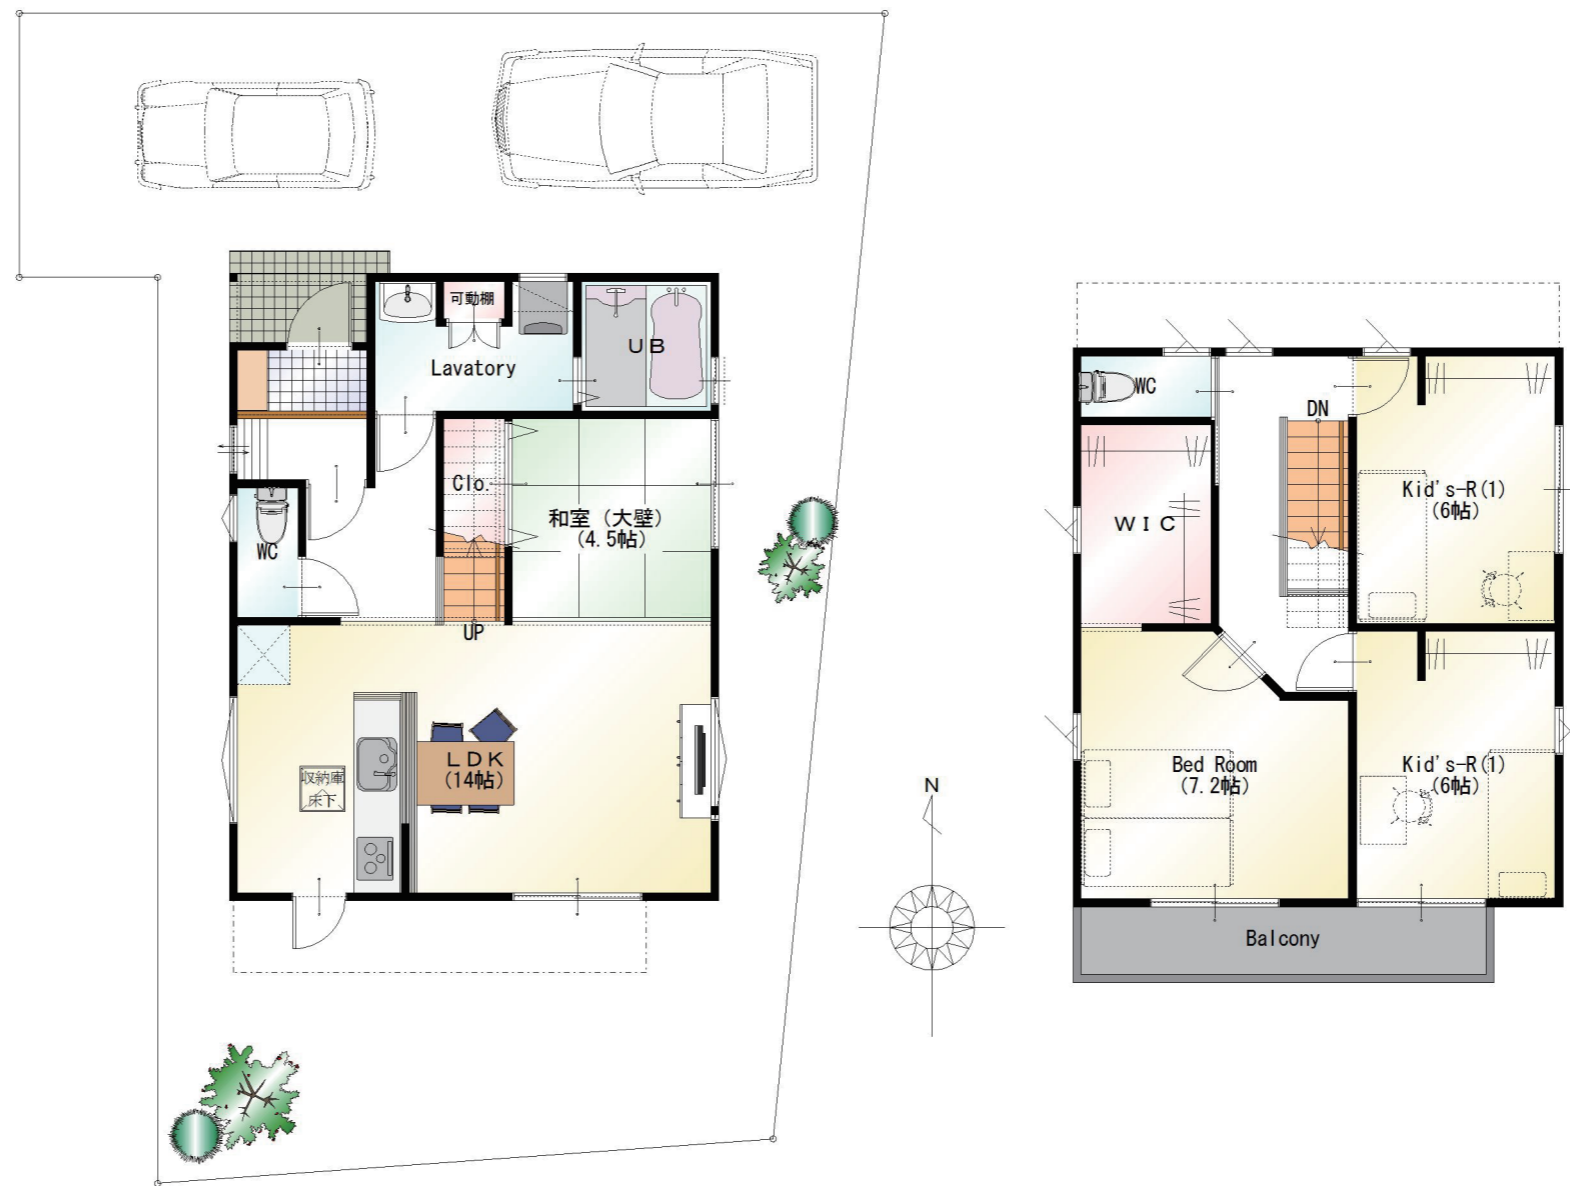 可動棚
UB
Lavatory
Clo.
和室（大壁）
(4.5帖)
WC
UP
LDK
(14帖)
収納庫
床下
N
WC
DN
Kid's-R(1)
(6帖)
WIC
Bed Room
(7.2帖)
Kid's-R(1)
(6帖)
Balcony